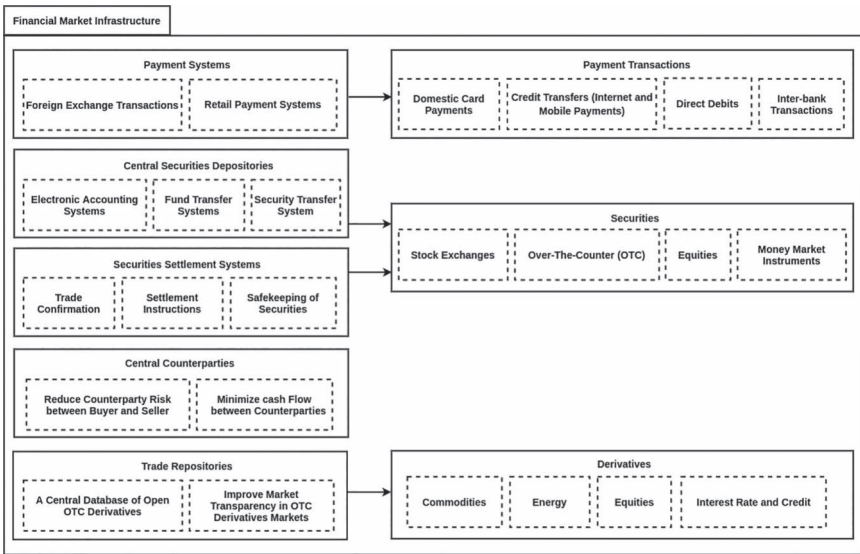 Financial Market Infrastructure
Payment Systems
Foreign Exchange Transactions
Retail Payment Systems
Payment Transactions
Domestic Card
Payments
Credit Transfers (Internet and
Mobile Payments)
Direct Debits
Inter-bank
Transactions
Central Securities Depositories
Electronic Accounting
Systems
Fund Transfer
Systems
Security Transfer
System
Securities
Stock Exchanges
Over-The-Counter (OTC)
Equities
Money Market
Instruments
Securities Settlement Systems
Trade
Confirmation
Settlement
Instructions
Safekeeping of
Securities
Central Counterparties
Reduce Counterparty Risk
between Buyer and Seller
Minimize cash Flow
between Counterparties
Trade Repositories
A Central Database of Open
OTC Derivatives
Improve Market
Transparency in OTC
Derivatives Markets
Derivatives
Commodities
Energy
Equities
Interest Rate and Credit